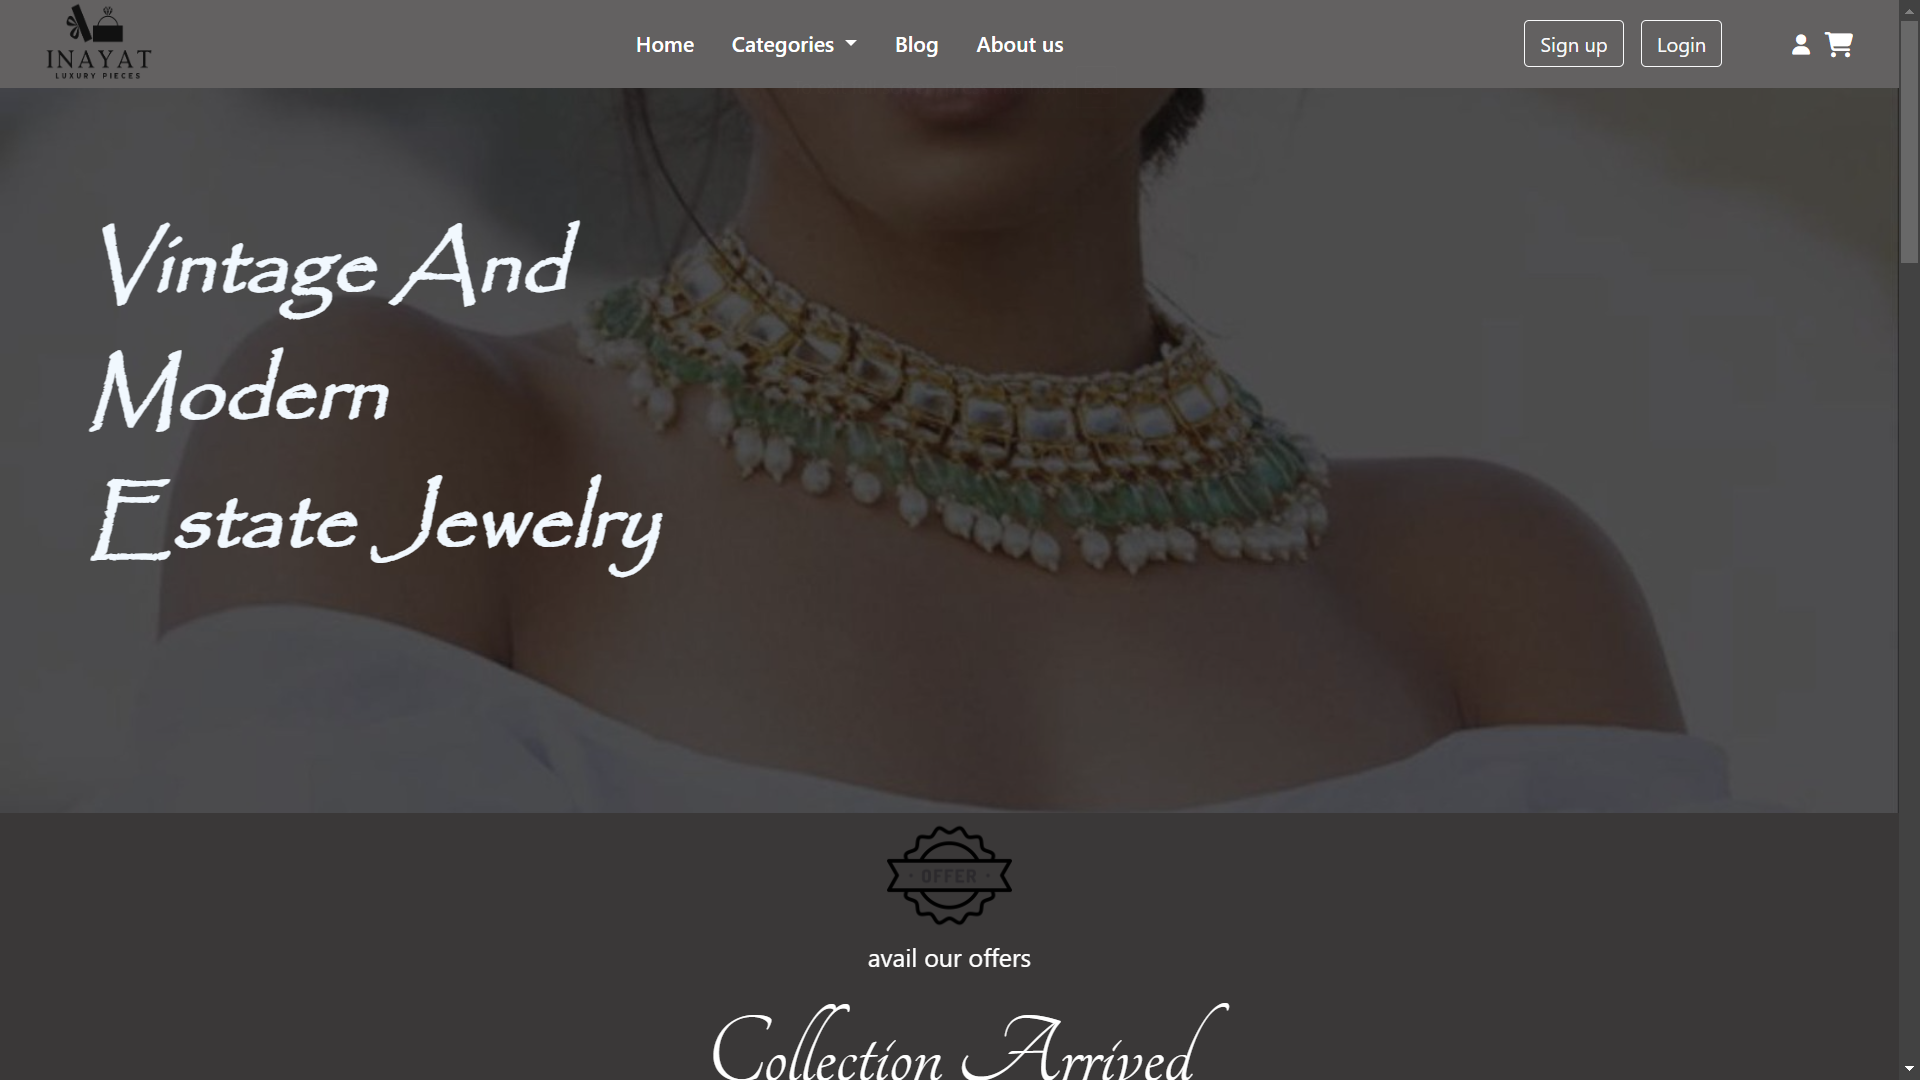 INAYAT
LUXURY PIECES
Home
Categories
Blog
About us
Sign up
Login
Vintage And
Modern
Estate Jewelry
OFFER
avail our offers
Collection Arrived